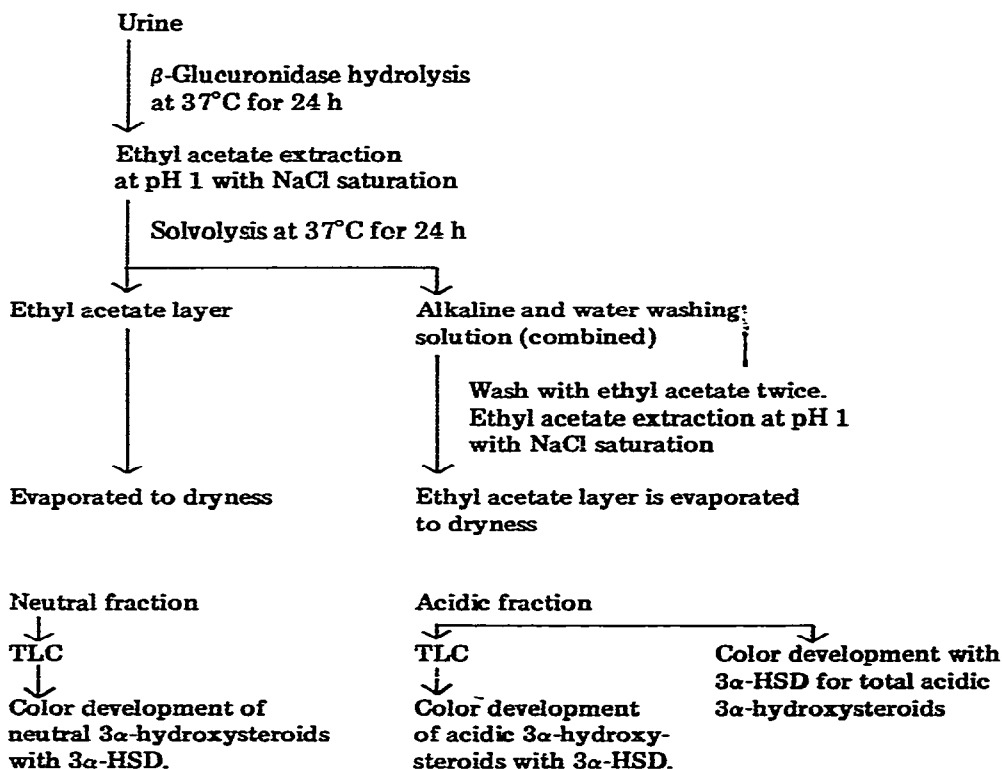 Urine
β-Glucuronidase hydrolysis
at 37°C for 24 h
Ethyl acetate extraction
at pH 1 with NaCl saturation
Solvolysis at 37°C for 24 h
Ethyl acetate layer
Alkaline and water washing
solution (combined)
Wash with ethyl acetate twice.
Ethyl acetate extraction at pH 1
with NaCl saturation
Evaporated to dryness
Ethyl acetate layer is evaporated
to dryness
Neutral fraction
Acidic fraction
TLC
TLC
Color development with
3α-HSD for total acidic
3α-hydroxysteroids
Color development of
neutral 3α-hydroxysteroids
with 3α-HSD.
Color development
of acidic 3α-hydroxy-
steroids with 3α-HSD.